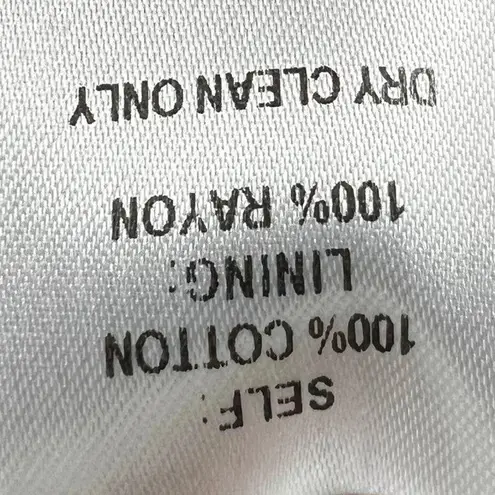 SELF:
100% COTTON
LINING:
100% RAYON
DRY CLEAN ONLY